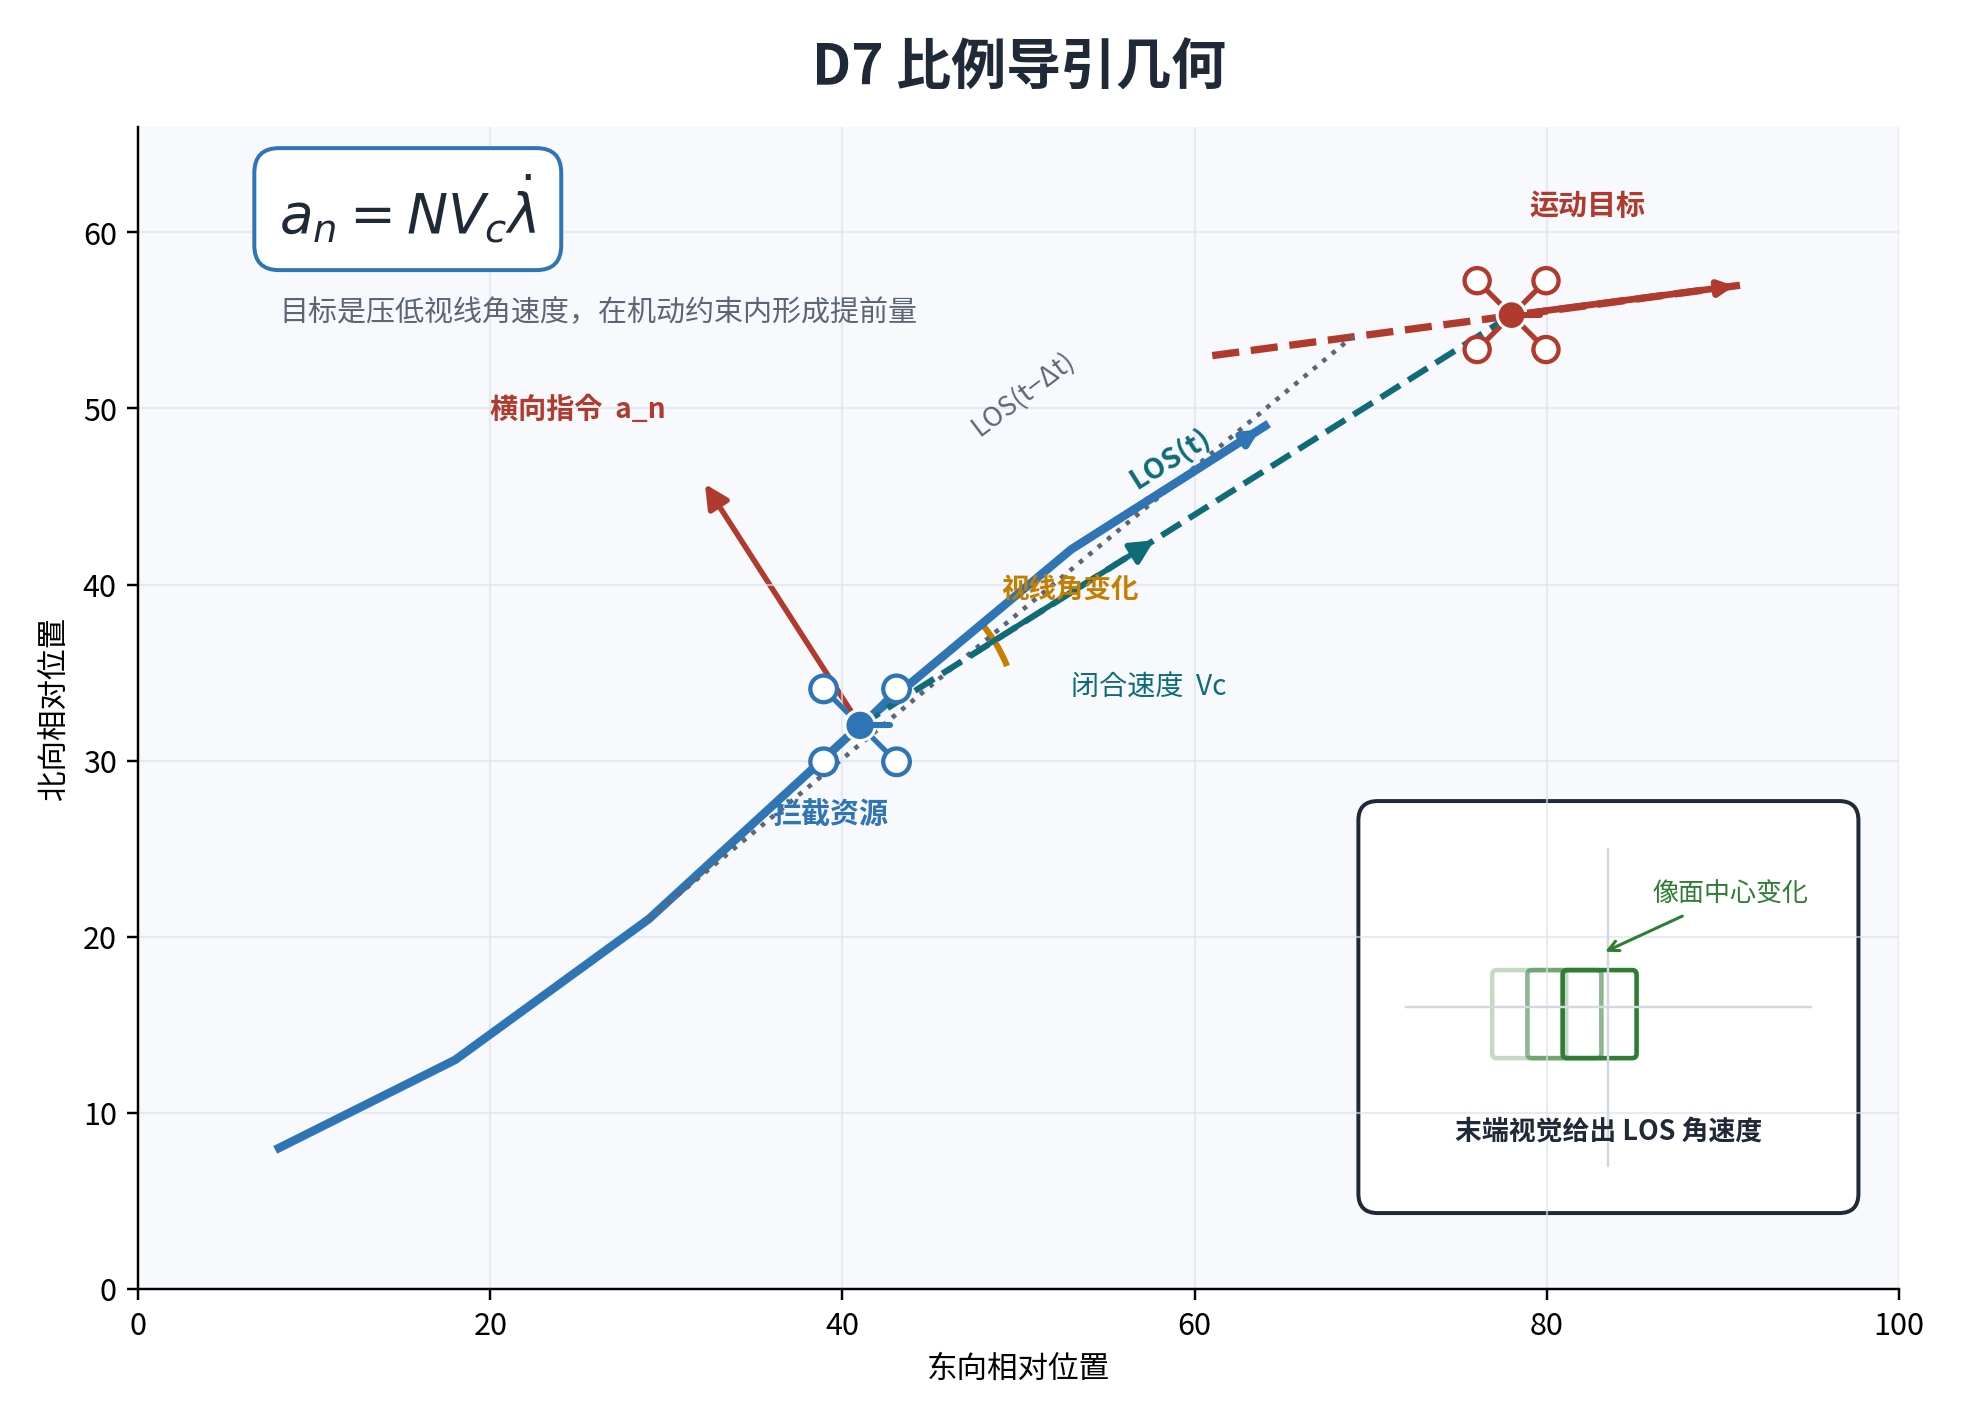 D7 比例导引几何
aₙ = NV꜀λ̇
目标是压低视线角速度，在机动约束内形成提前量
运动目标
横向指令 a_n
LOS(t−Δt)
LOS(t)
视线角变化
闭合速度 Vc
拦截资源
像面中心变化
末端视觉给出 LOS 角速度
北向相对位置
60
50
40
30
20
10
0
0 20 40 60 80 100
东向相对位置